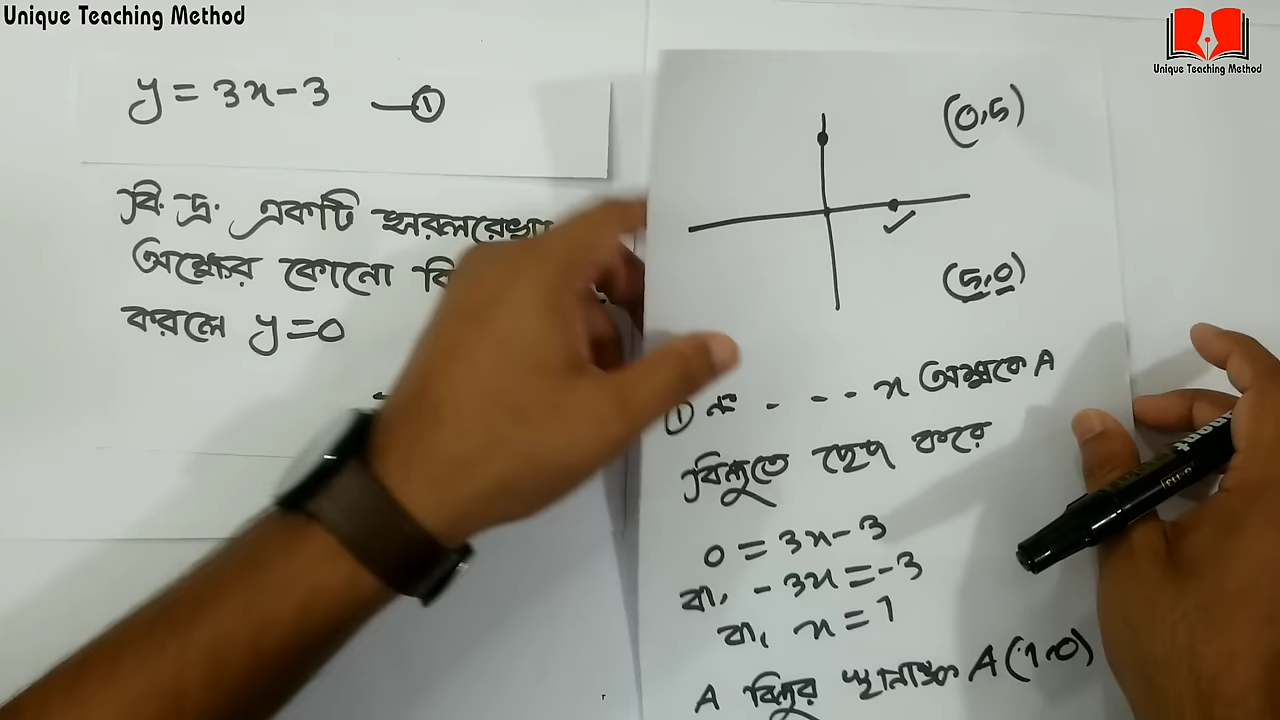 Unique Teaching Method
Unique Teaching Method
y = 3x-3 —①
বি. দ্র. একটি সরলরেখা
অক্ষের কোনো বি
করলে y=0
(0,5)
(5,0)
① নং - - - - x অক্ষকে A
বিন্দুতে ছেদ করে
0 = 3x-3
বা, -3x=-3
বা, x=1
A বিন্দুর স্থানাঙ্ক A(1,0)